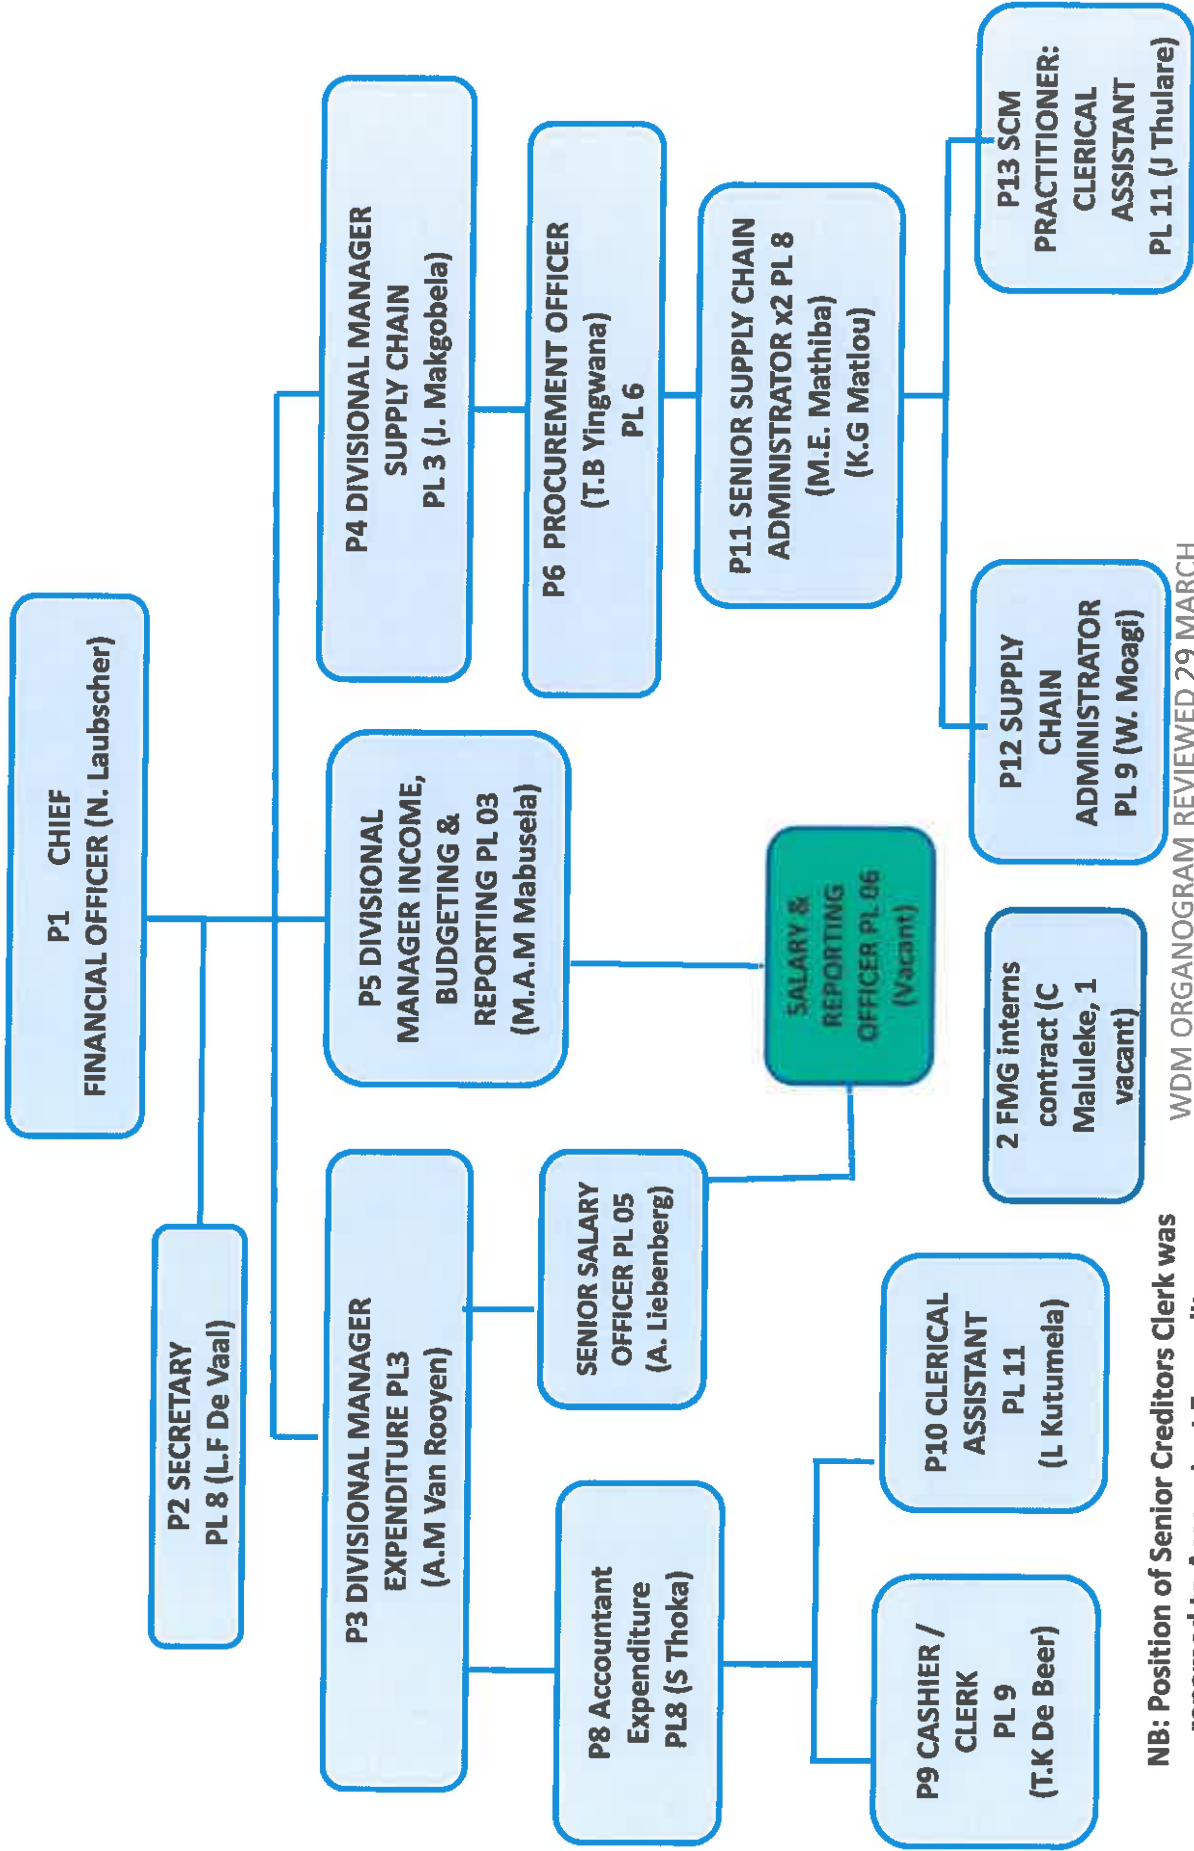 P1 CHIEF
FINANCIAL OFFICER (N. Laubscher)
P2 SECRETARY
PL 8 (L.F De Vaal)
P3 DIVISIONAL MANAGER
EXPENDITURE PL3
(A.M Van Rooyen)
P5 DIVISIONAL
MANAGER INCOME,
BUDGETING &
REPORTING PL 03
(M.A.M Mabusela)
P4 DIVISIONAL MANAGER
SUPPLY CHAIN
PL 3 (J. Makgobela)
P8 Accountant
Expenditure
PL8 (S Thoka)
SENIOR SALARY
OFFICER PL 05
(A. Liebenberg)
P6 PROCUREMENT OFFICER
(T.B Yingwana)
PL 6
SALARY &
REPORTING
OFFICER PL 06
(Vacant)
P11 SENIOR SUPPLY CHAIN
ADMINISTRATOR x2 PL 8
(M.E. Mathiba)
(K.G Matlou)
P9 CASHIER /
CLERK
PL 9
(T.K De Beer)
P10 CLERICAL
ASSISTANT
PL 11
(L Kutumela)
2 FMG interns
contract (C
Maluleke, 1
vacant)
P12 SUPPLY
CHAIN
ADMINISTRATOR
PL 9 (W. Moagi)
P13 SCM
PRACTITIONER:
CLERICAL
ASSISTANT
PL 11 (J Thulare)
NB: Position of Senior Creditors Clerk was
WDM ORGANOGRAM REVIEWED 29 MARCH